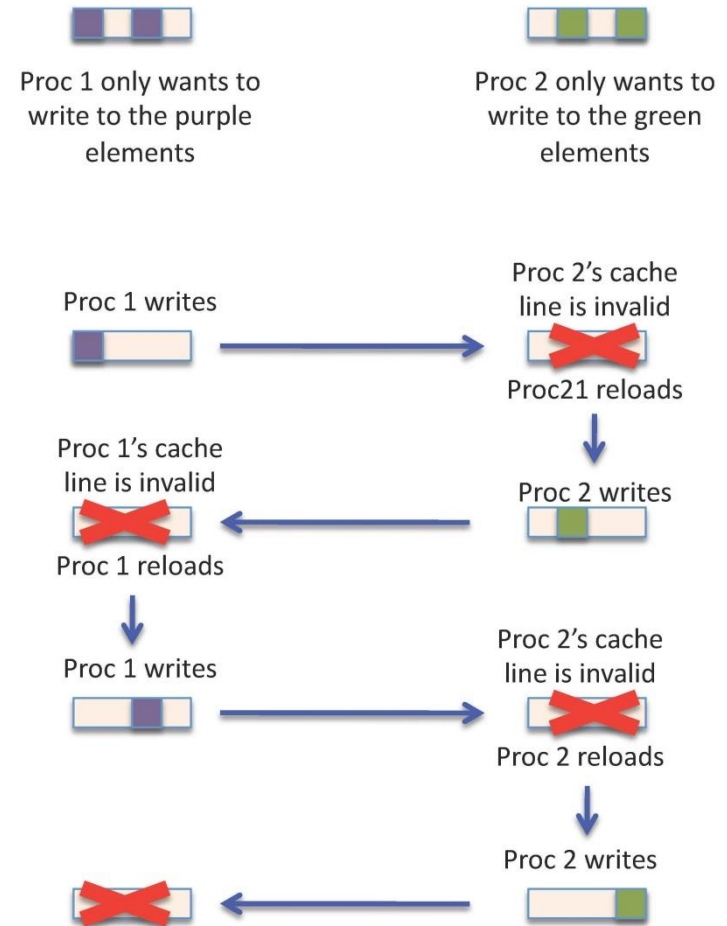 Proc 1 only wants to
write to the purple
elements
Proc 2 only wants to
write to the green
elements
Proc 1 writes
Proc 2’s cache
line is invalid
Proc21 reloads
Proc 1’s cache
line is invalid
Proc 1 reloads
Proc 2 writes
Proc 1 writes
Proc 2’s cache
line is invalid
Proc 2 reloads
Proc 2 writes